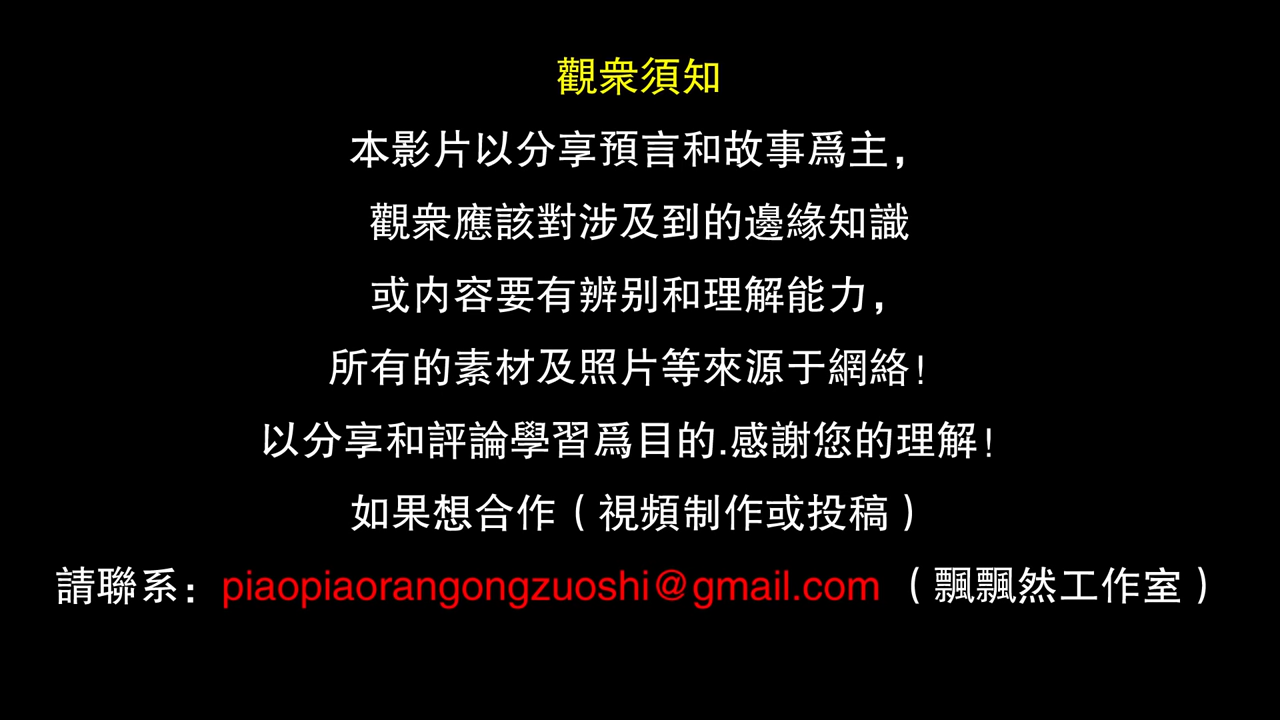 觀衆須知
本影片以分享預言和故事爲主，
觀衆應該對涉及到的邊緣知識
或内容要有辨别和理解能力，
所有的素材及照片等來源于網絡！
以分享和評論學習爲目的.感謝您的理解！
如果想合作（視頻制作或投稿）
請聯系：piaopiaorangongzuoshi@gmail.com（飄飄然工作室）